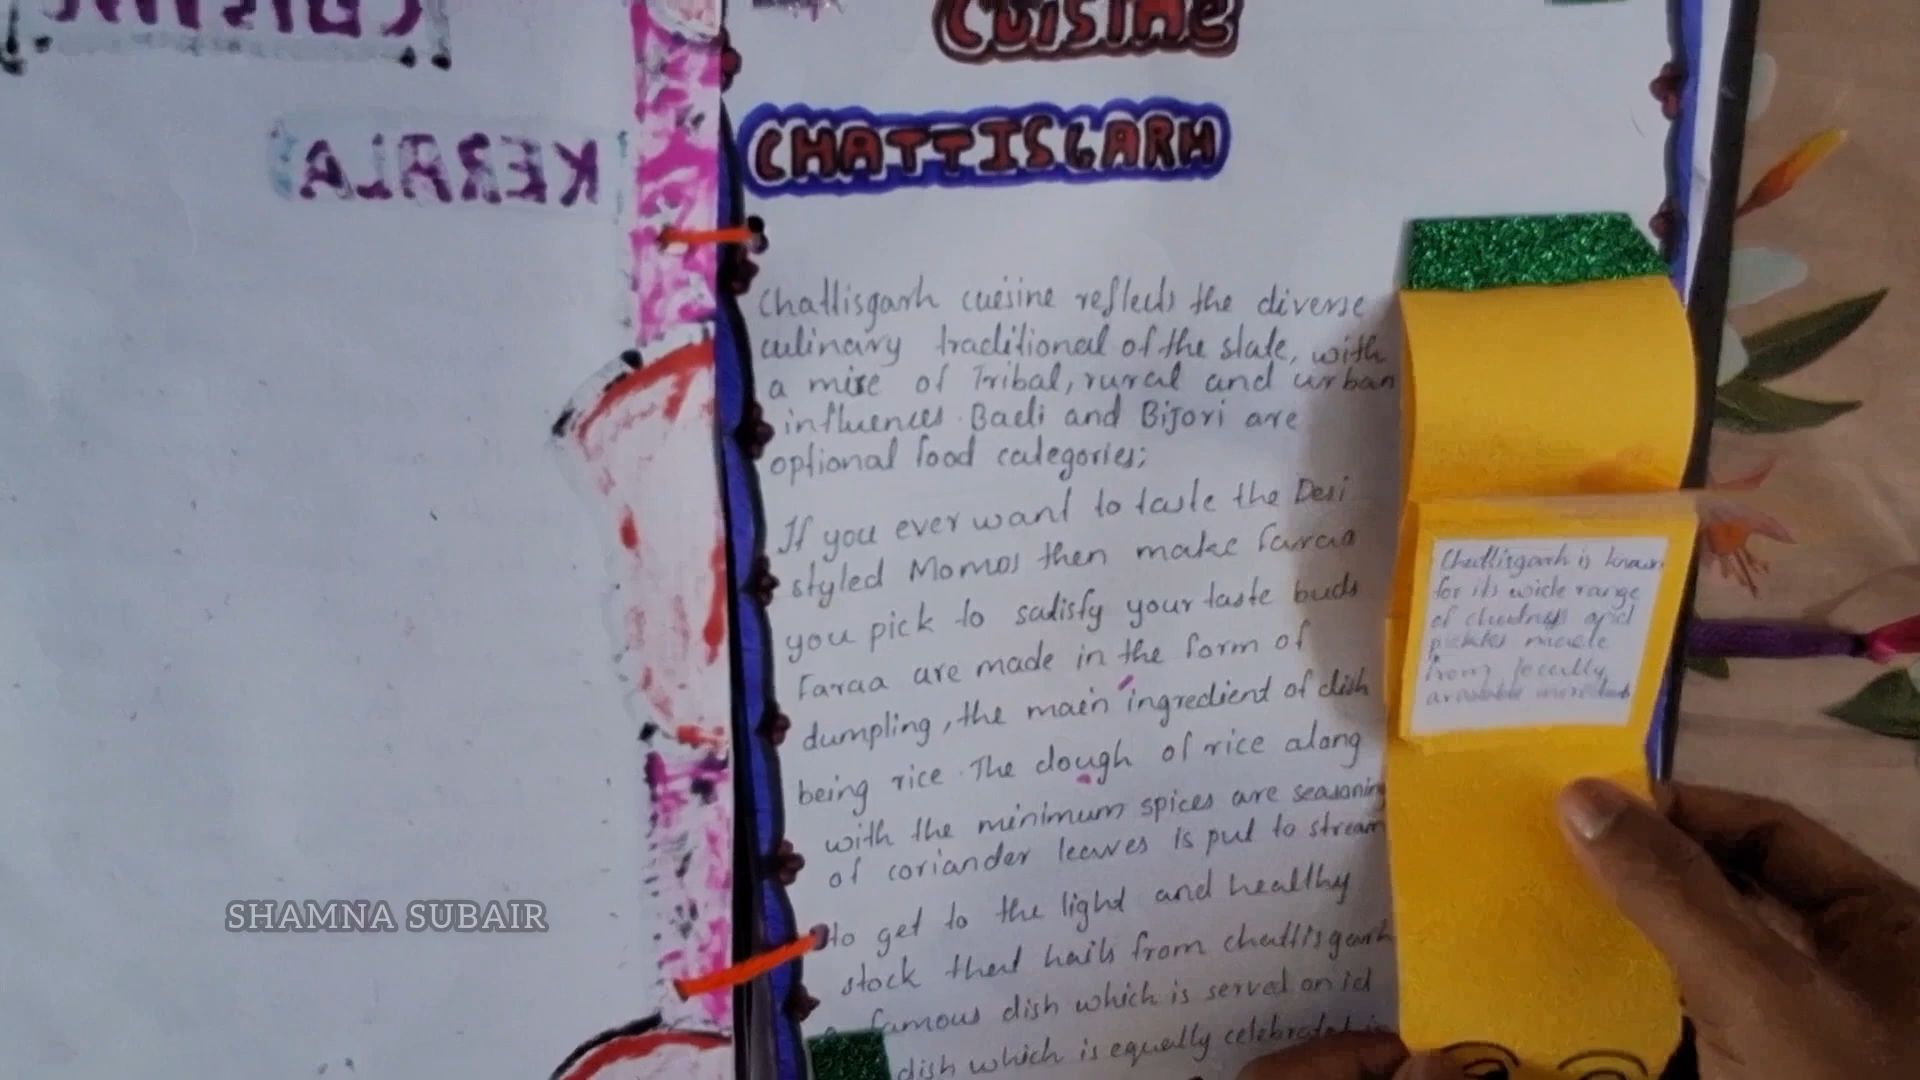 CUISINE
KERALA
CUISINE
CHATTISGARH
Chattisgarh cuisine reflects the diverse
culinary traditional of the state, with
a mixe of Tribal, rural and urban
influences. Badi and Bijori are
optional food categories;
If you ever want to taste the Desi
styled Momos then make faraa
you pick to satisfy your taste buds
Faraa are made in the form of
dumpling, the main ingredient of dish
being rice. The dough of rice along
with the minimum spices are seasoning
of coriander leaves is put to stream
to get to the light and healthy
stock that hails from chattisgarh
famous dish which is served on id
dish which is equally celebrated in
Chattisgarh is known
for its wide range
of chutneys and
pickles made
from locally
available ingredients
SHAMNA SUBAIR